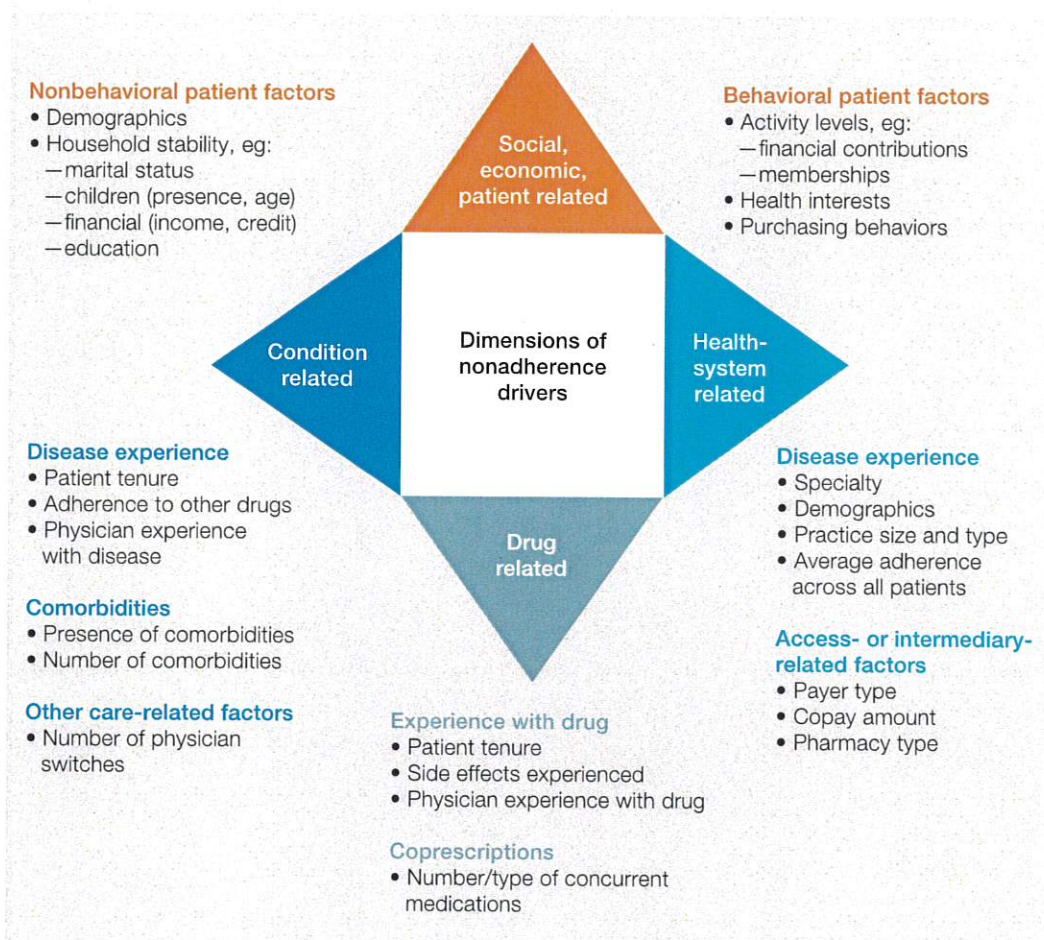 Nonbehavioral patient factors
• Demographics
• Household stability, eg:
—marital status
—children (presence, age)
—financial (income, credit)
—education
Social,
economic,
patient related
Behavioral patient factors
• Activity levels, eg:
—financial contributions
—memberships
• Health interests
• Purchasing behaviors
Condition
related
Dimensions of
nonadherence
drivers
Health-
system
related
Disease experience
• Patient tenure
• Adherence to other drugs
• Physician experience
with disease
Comorbidities
• Presence of comorbidities
• Number of comorbidities
Other care-related factors
• Number of physician
switches
Drug
related
Experience with drug
• Patient tenure
• Side effects experienced
• Physician experience with drug
Coprescriptions
• Number/type of concurrent
medications
Disease experience
• Specialty
• Demographics
• Practice size and type
• Average adherence
across all patients
Access- or intermediary-
related factors
• Payer type
• Copay amount
• Pharmacy type